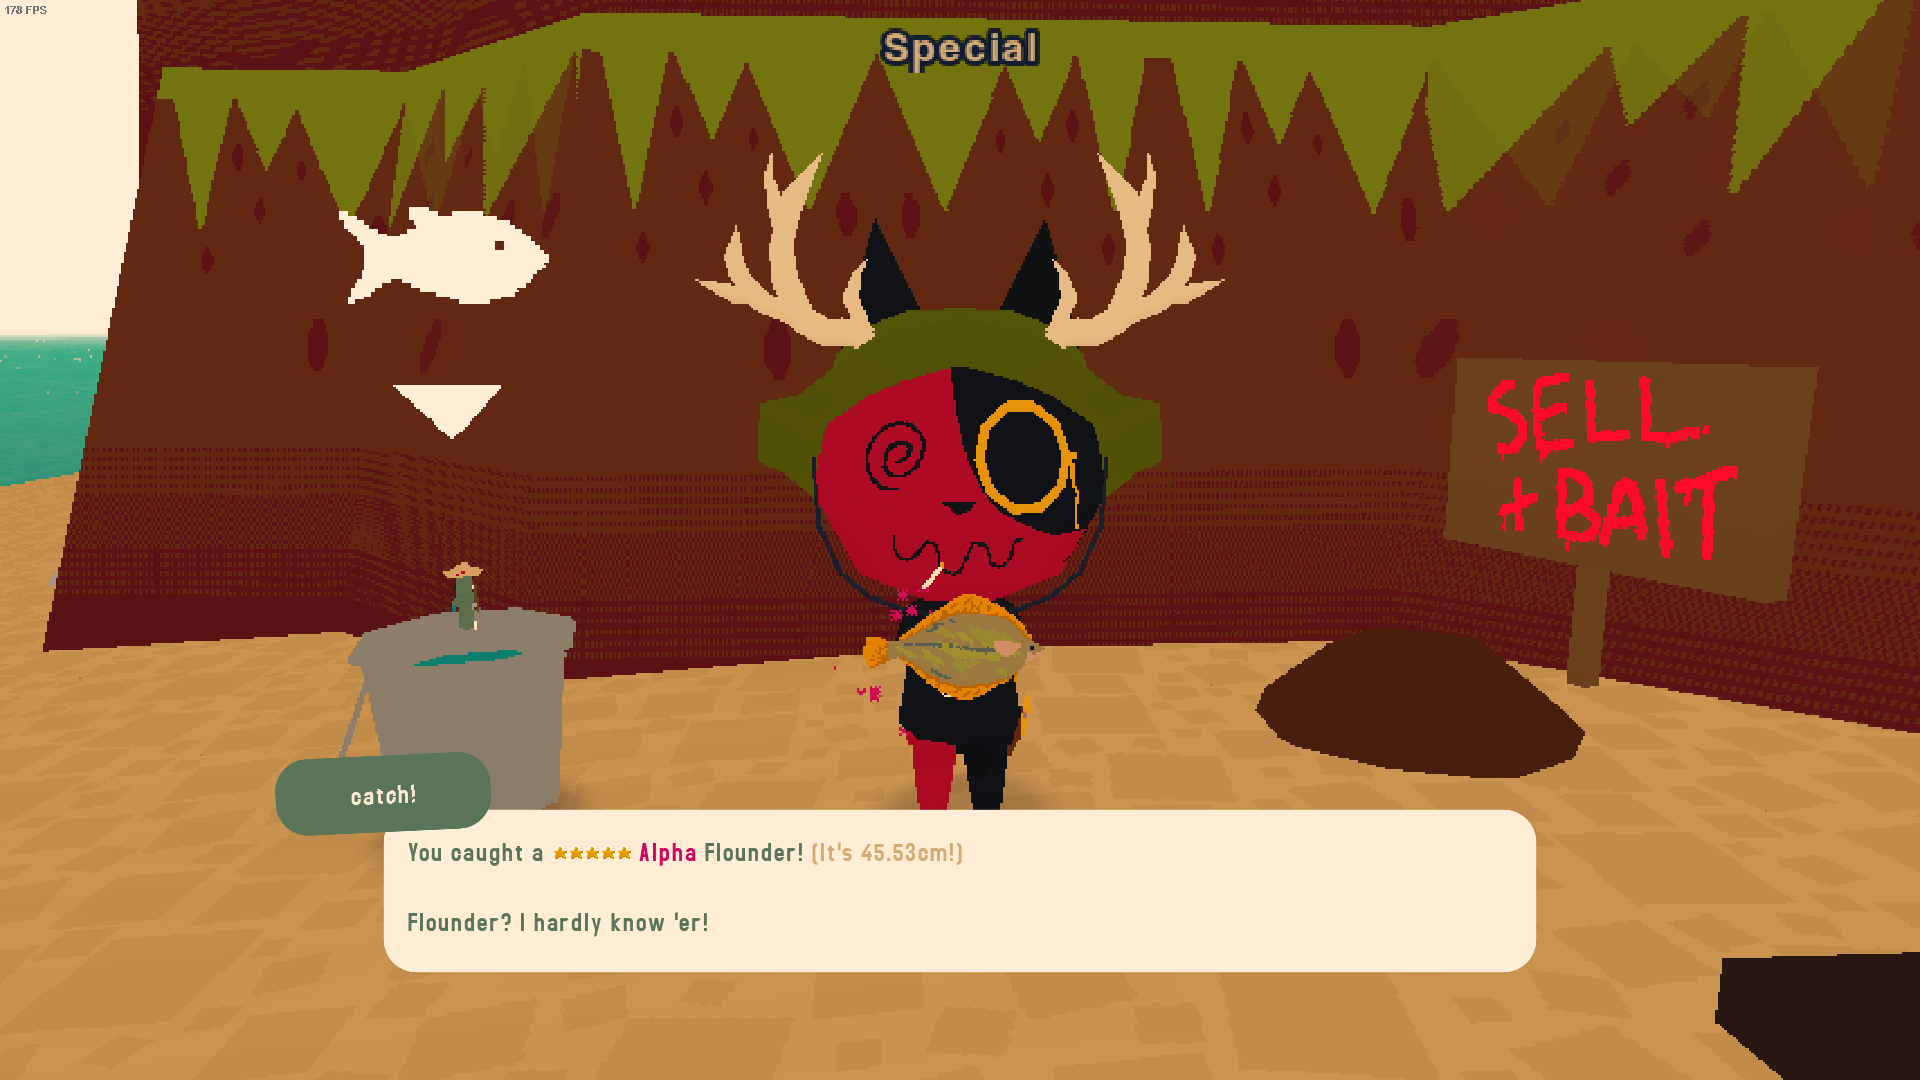 178 FPS
Special
SELL
+ BAIT
catch!
You caught a ★★★★★ Alpha Flounder! (It's 45.53cm!)
Flounder? I hardly know 'er!